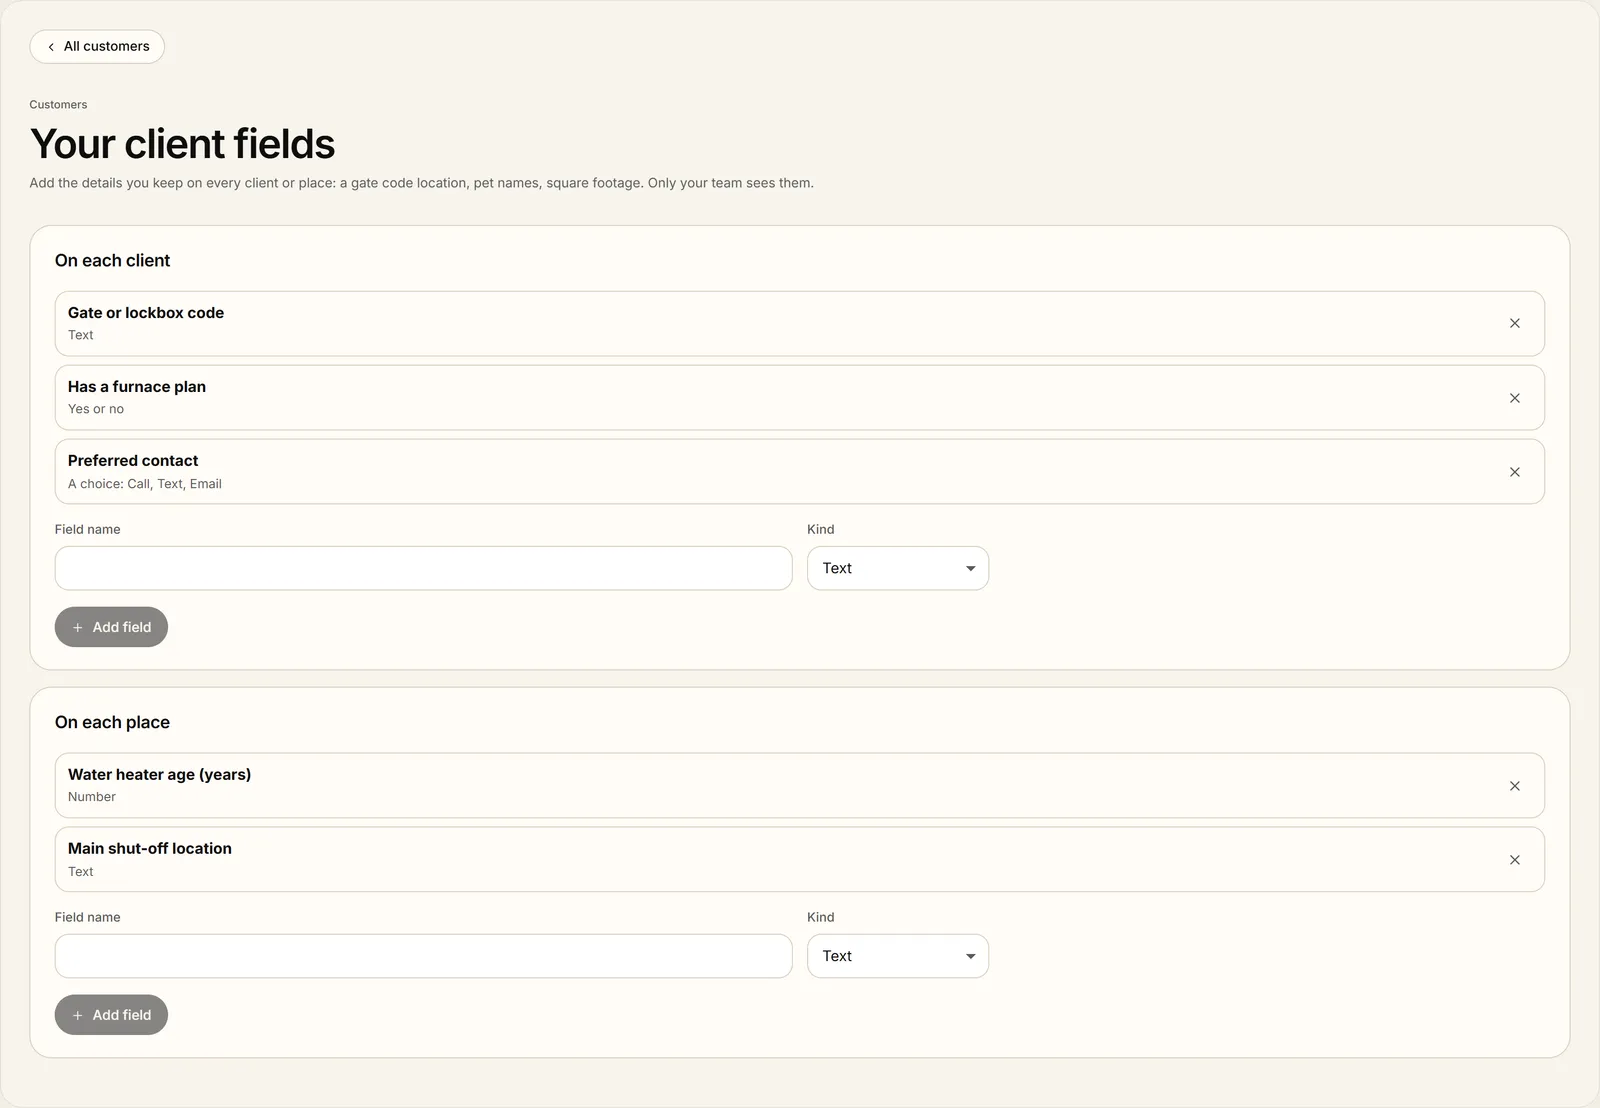 All customers
Customers
Your client fields
Add the details you keep on every client or place: a gate code location, pet names, square footage. Only your team sees them.
On each client
Gate or lockbox code
Text
Has a furnace plan
Yes or no
Preferred contact
A choice: Call, Text, Email
Field name
Kind
Text
+ Add field
On each place
Water heater age (years)
Number
Main shut-off location
Text
Field name
Kind
Text
+ Add field